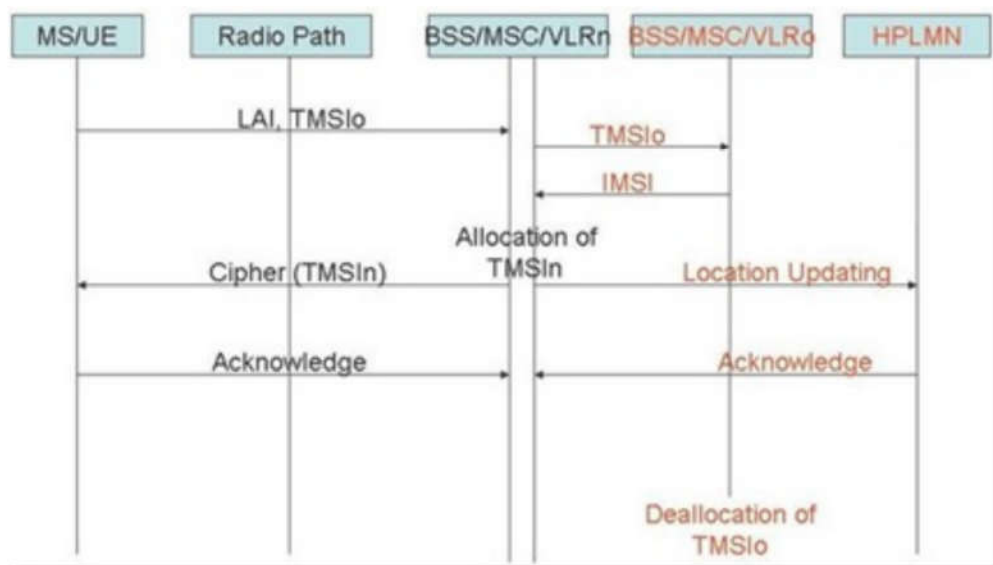 MS/UE
Radio Path
BSS/MSC/VLRn
BSS/MSC/VLRo
HPLMN
LAI, TMSIo
TMSIo
IMSI
Allocation of
TMSIn
Cipher (TMSIn)
Location Updating
Acknowledge
Acknowledge
Deallocation of
TMSIo